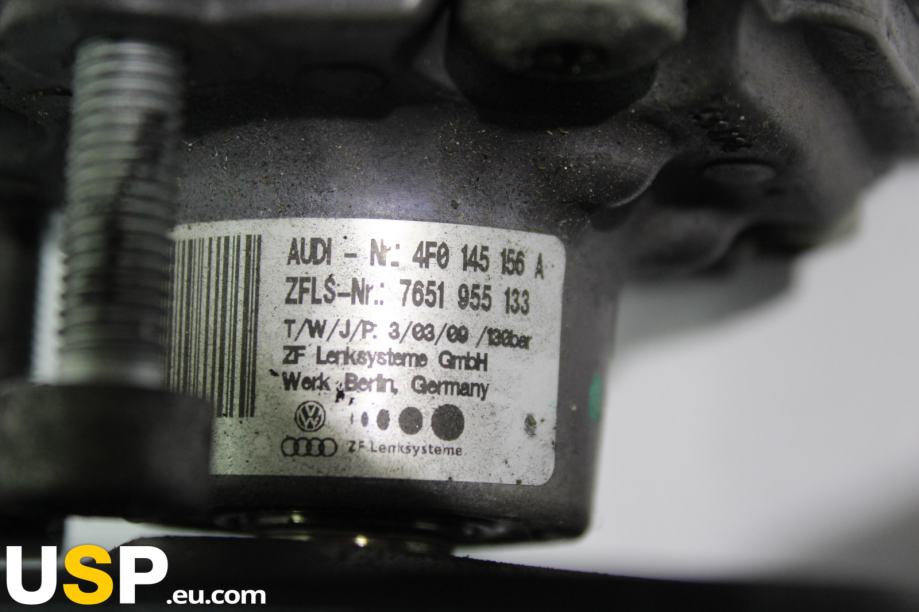 AUDI - Nr.: 4F0 145 156 A
ZFLS-Nr.: 7651 955 133
T/W/J/P: 3/03/09 /130bar
ZF Lenksysteme GmbH
Werk Berlin, Germany
ZF Lenksysteme
USP.eu.com